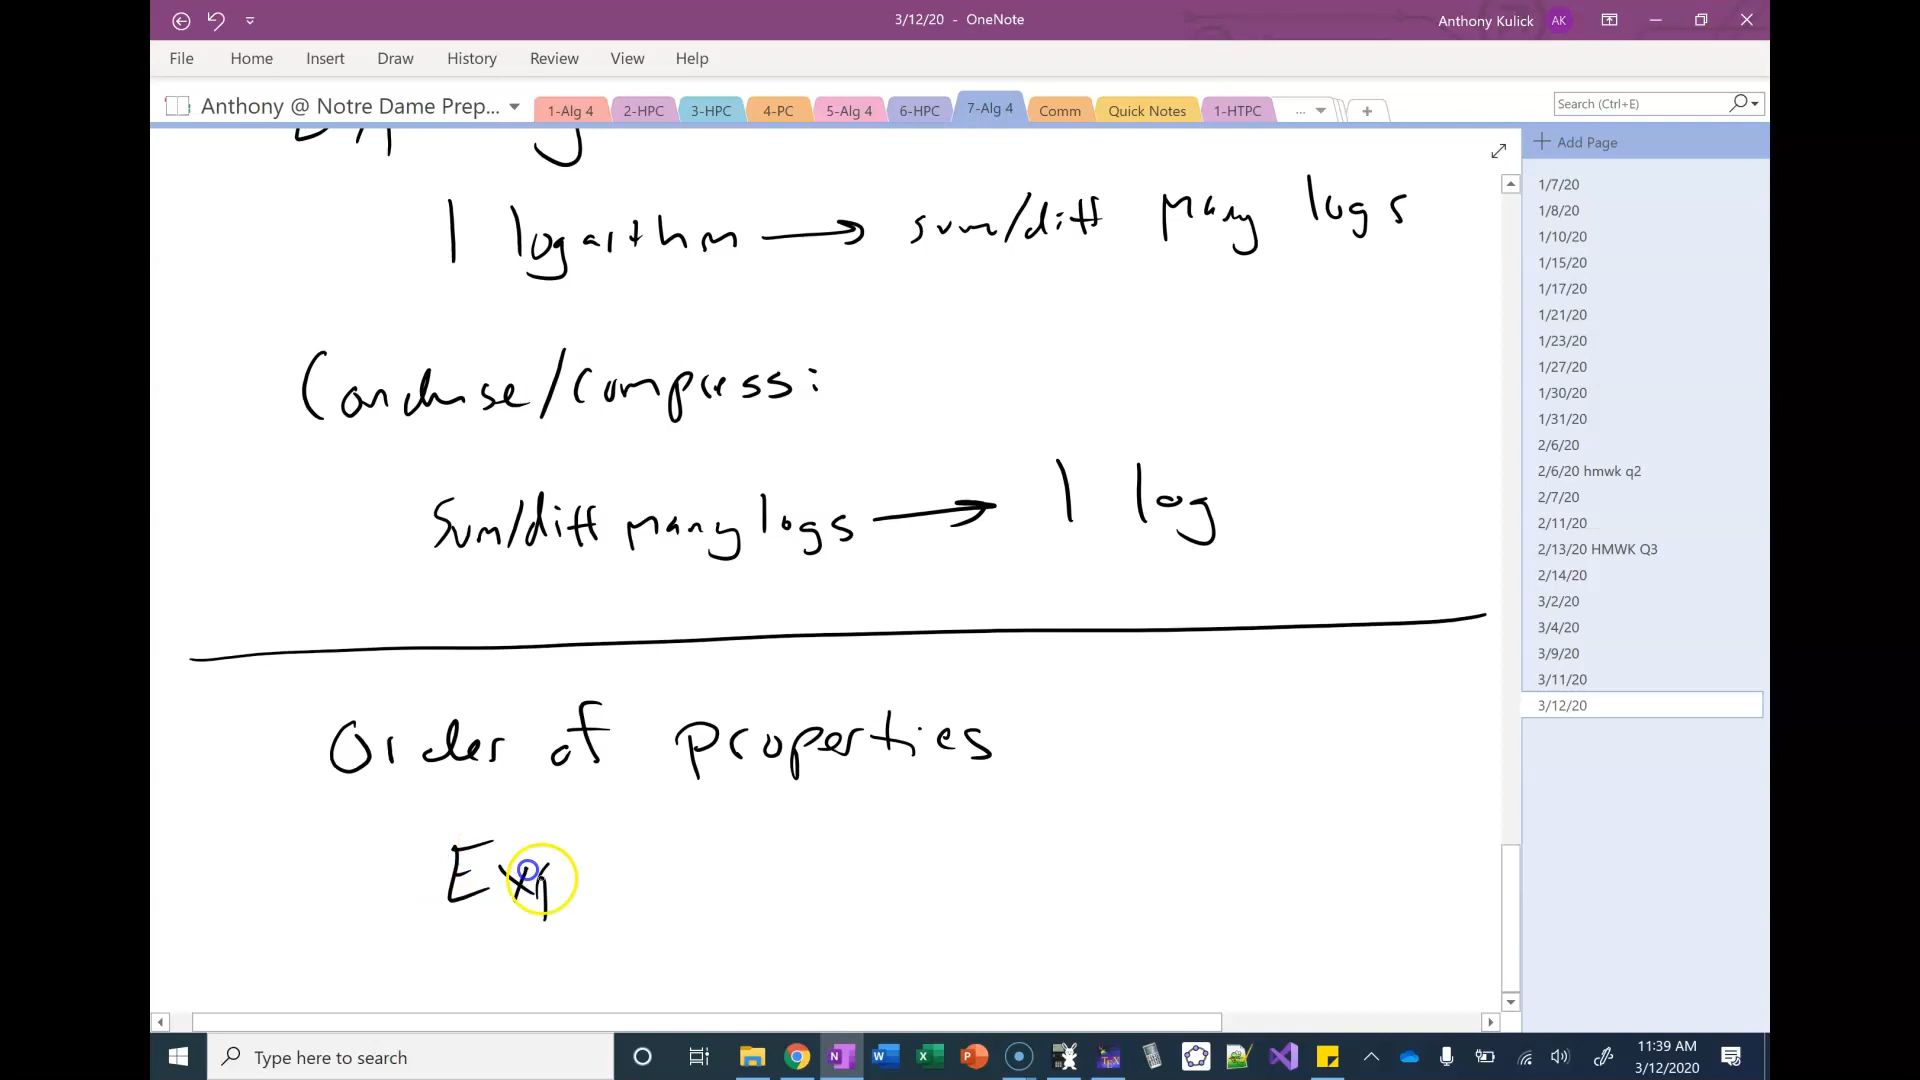 3/12/20 - OneNote
Anthony Kulick AK
File Home Insert Draw History Review View Help
Anthony @ Notre Dame Prep...
1-Alg 4 2-HPC 3-HPC 4-PC 5-Alg 4 6-HPC 7-Alg 4 Comm Quick Notes 1-HTPC ...
Search (Ctrl+E)
Add Page
1 logarithm → sum/diff many logs
Condense/compress:
Sum/diff many logs → 1 log
Order of properties
Exp
1/7/20
1/8/20
1/10/20
1/15/20
1/17/20
1/21/20
1/23/20
1/27/20
1/30/20
1/31/20
2/6/20
2/6/20 hmwk q2
2/7/20
2/11/20
2/13/20 HMWK Q3
2/14/20
3/2/20
3/4/20
3/9/20
3/11/20
3/12/20
Type here to search
11:39 AM
3/12/2020